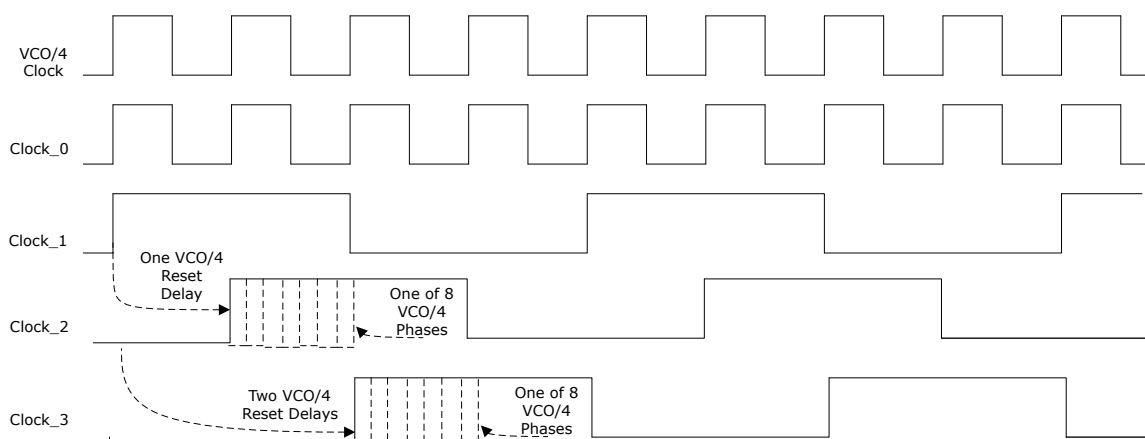 VCO/4
Clock
Clock_0
Clock_1
One VCO/4
Reset
Delay
One of 8
VCO/4
Phases
Clock_2
Two VCO/4
Reset Delays
One of 8
VCO/4
Phases
Clock_3